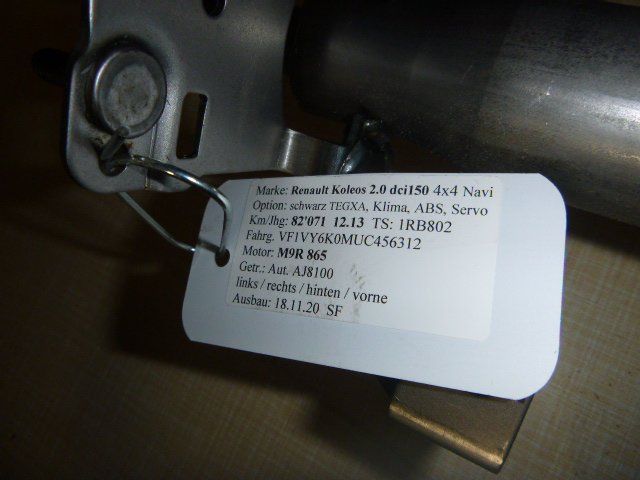 Marke: Renault Koleos 2.0 dci150 4x4 Navi
Option: schwarz TEGXA, Klima, ABS, Servo
Km/Jhg: 82'071 12.13 TS: 1RB802
Fahrg. VF1VY6K0MUC456312
Motor: M9R 865
Getr.: Aut. AJ8100
links / rechts / hinten / vorne
Ausbau: 18.11.20 SF